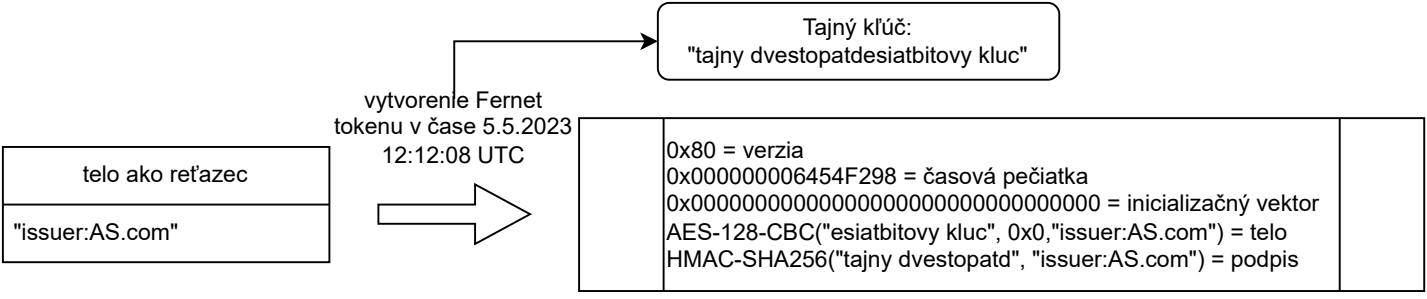 Tajný kľúč:
"tajny dvestopatdesiatbitovy kluc"
vytvorenie Fernet
tokenu v čase 5.5.2023
12:12:08 UTC
telo ako reťazec
"issuer:AS.com"
0x80 = verzia
0x000000006454F298 = časová pečiatka
0x00000000000000000000000000000000 = inicializačný vektor
AES-128-CBC("esiatbitovy kluc", 0x0,"issuer:AS.com") = telo
HMAC-SHA256("tajny dvestopatd", "issuer:AS.com") = podpis